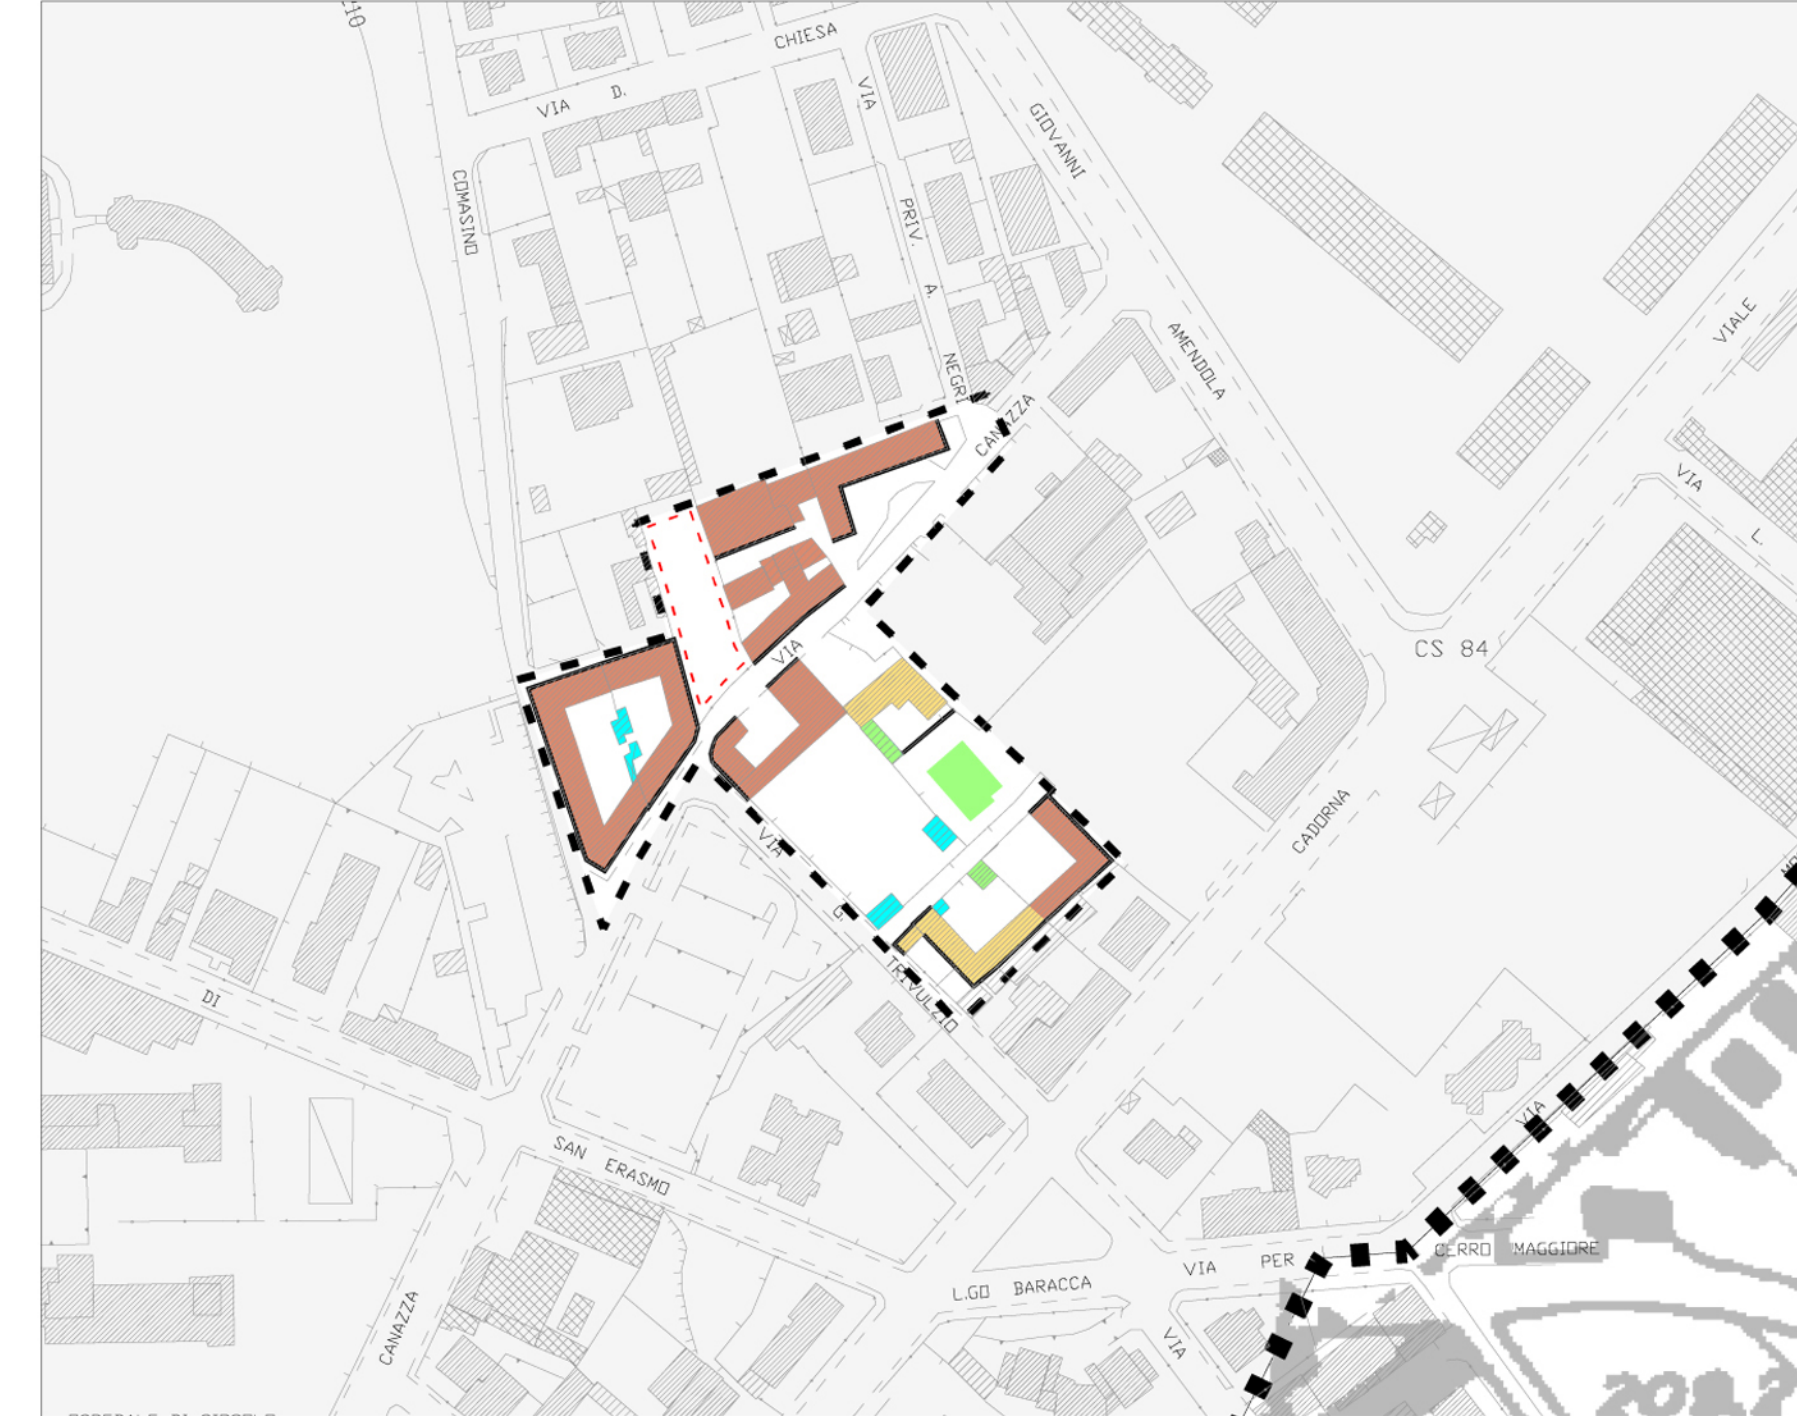 CHIESA
VIA D.
VIA
GIOVANNI
COMASINO
PRIV.
A.
NEGRI
AMENDOLA
VIALE
CANAZZA
VIA
L.
CS 84
VIA
CADORNA
VIA
G.
TRIVULZIO
DI
VIA
SAN ERASMO
CERRO MAGGIORE
VIA PER
L.GO BARACCA
CANAZZA
VIA